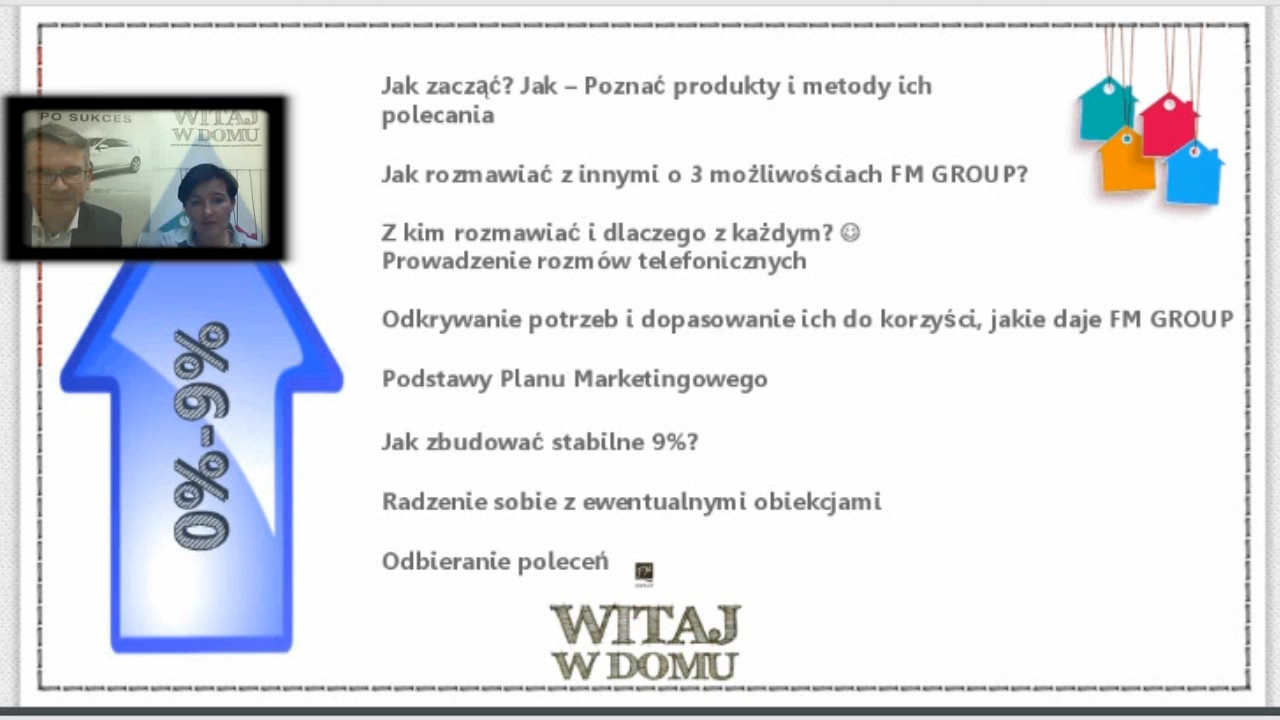 Jak zacząć? Jak – Poznać produkty i metody ich
polecania
Jak rozmawiać z innymi o 3 możliwościach FM GROUP?
Z kim rozmawiać i dlaczego z każdym? ☺
Prowadzenie rozmów telefonicznych
Odkrywanie potrzeb i dopasowanie ich do korzyści, jakie daje FM GROUP
Podstawy Planu Marketingowego
Jak zbudować stabilne 9%?
Radzenie sobie z ewentualnymi obiekcjami
Odbieranie poleceń
PO SUKCES
WITAJ
W DOMU
0%-9%
WITAJ
W DOMU